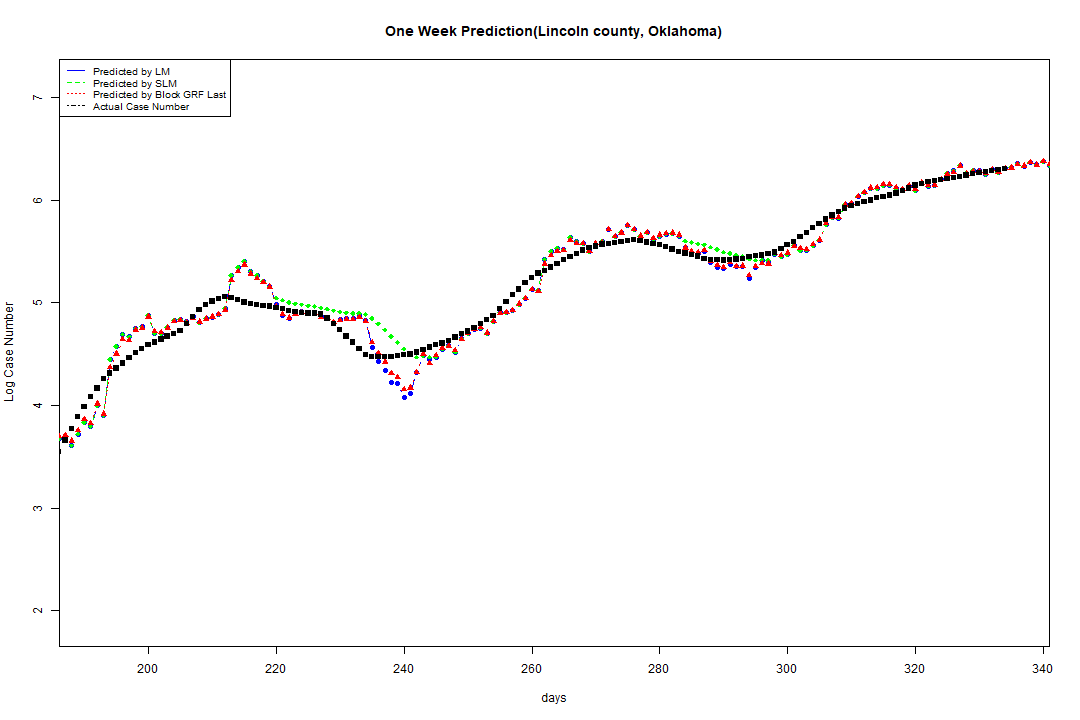 One Week Prediction(Lincoln county, Oklahoma)
Predicted by LM
Predicted by SLM
Predicted by Block GRF Last
Actual Case Number
7
6
5
4
3
2
Log Case Number
200 220 240 260 280 300 320 340
days